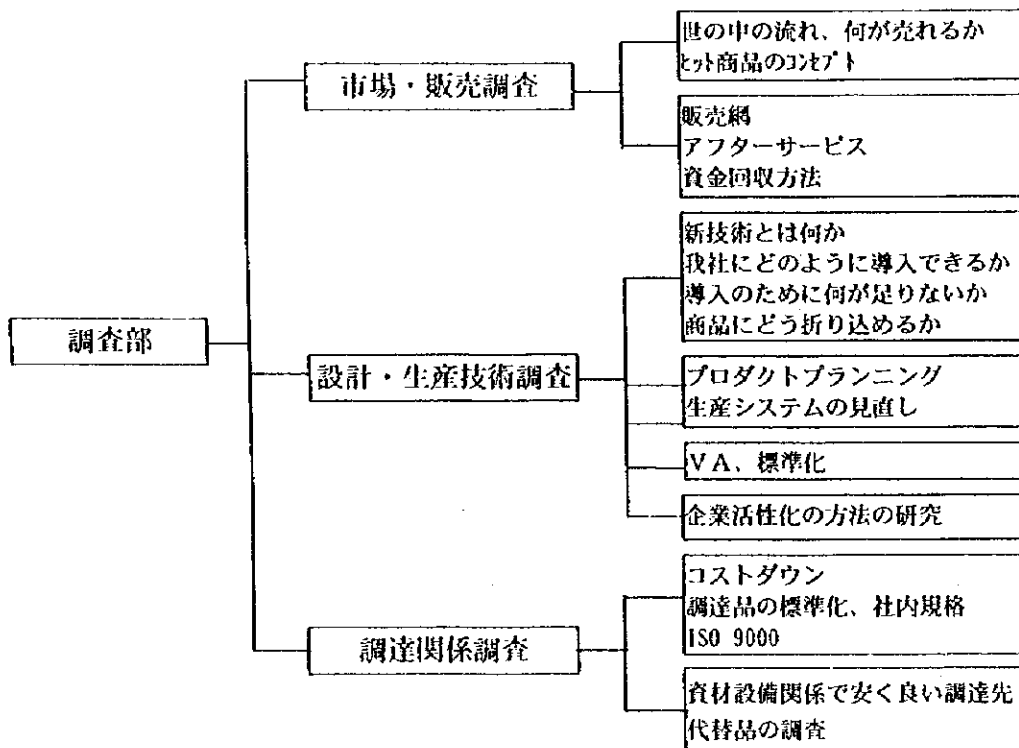 調査部
市場・販売調査
世の中の流れ、何が売れるか
ヒット商品のコンセプト
販売網
アフターサービス
資金回収方法
設計・生産技術調査
新技術とは何か
我社にどのように導入できるか
導入のために何が足りないか
商品にどう折り込めるか
プロダクトプランニング
生産システムの見直し
VA、標準化
企業活性化の方法の研究
調達関係調査
コストダウン
調達品の標準化、社内規格
ISO 9000
資材設備関係で安く良い調達先
代替品の調査